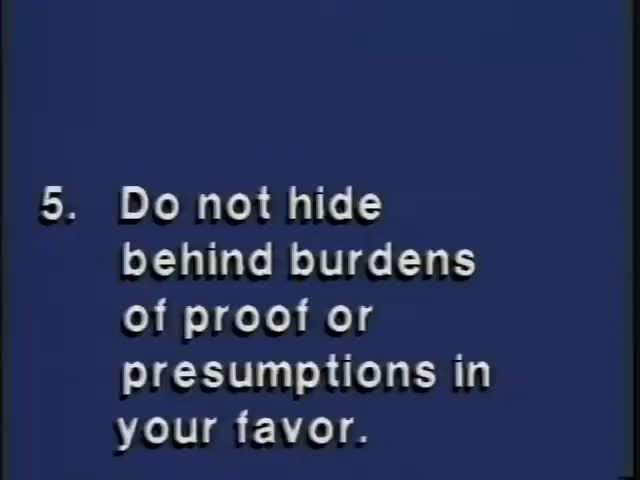 5. Do not hide
behind burdens
of proof or
presumptions in
your favor.